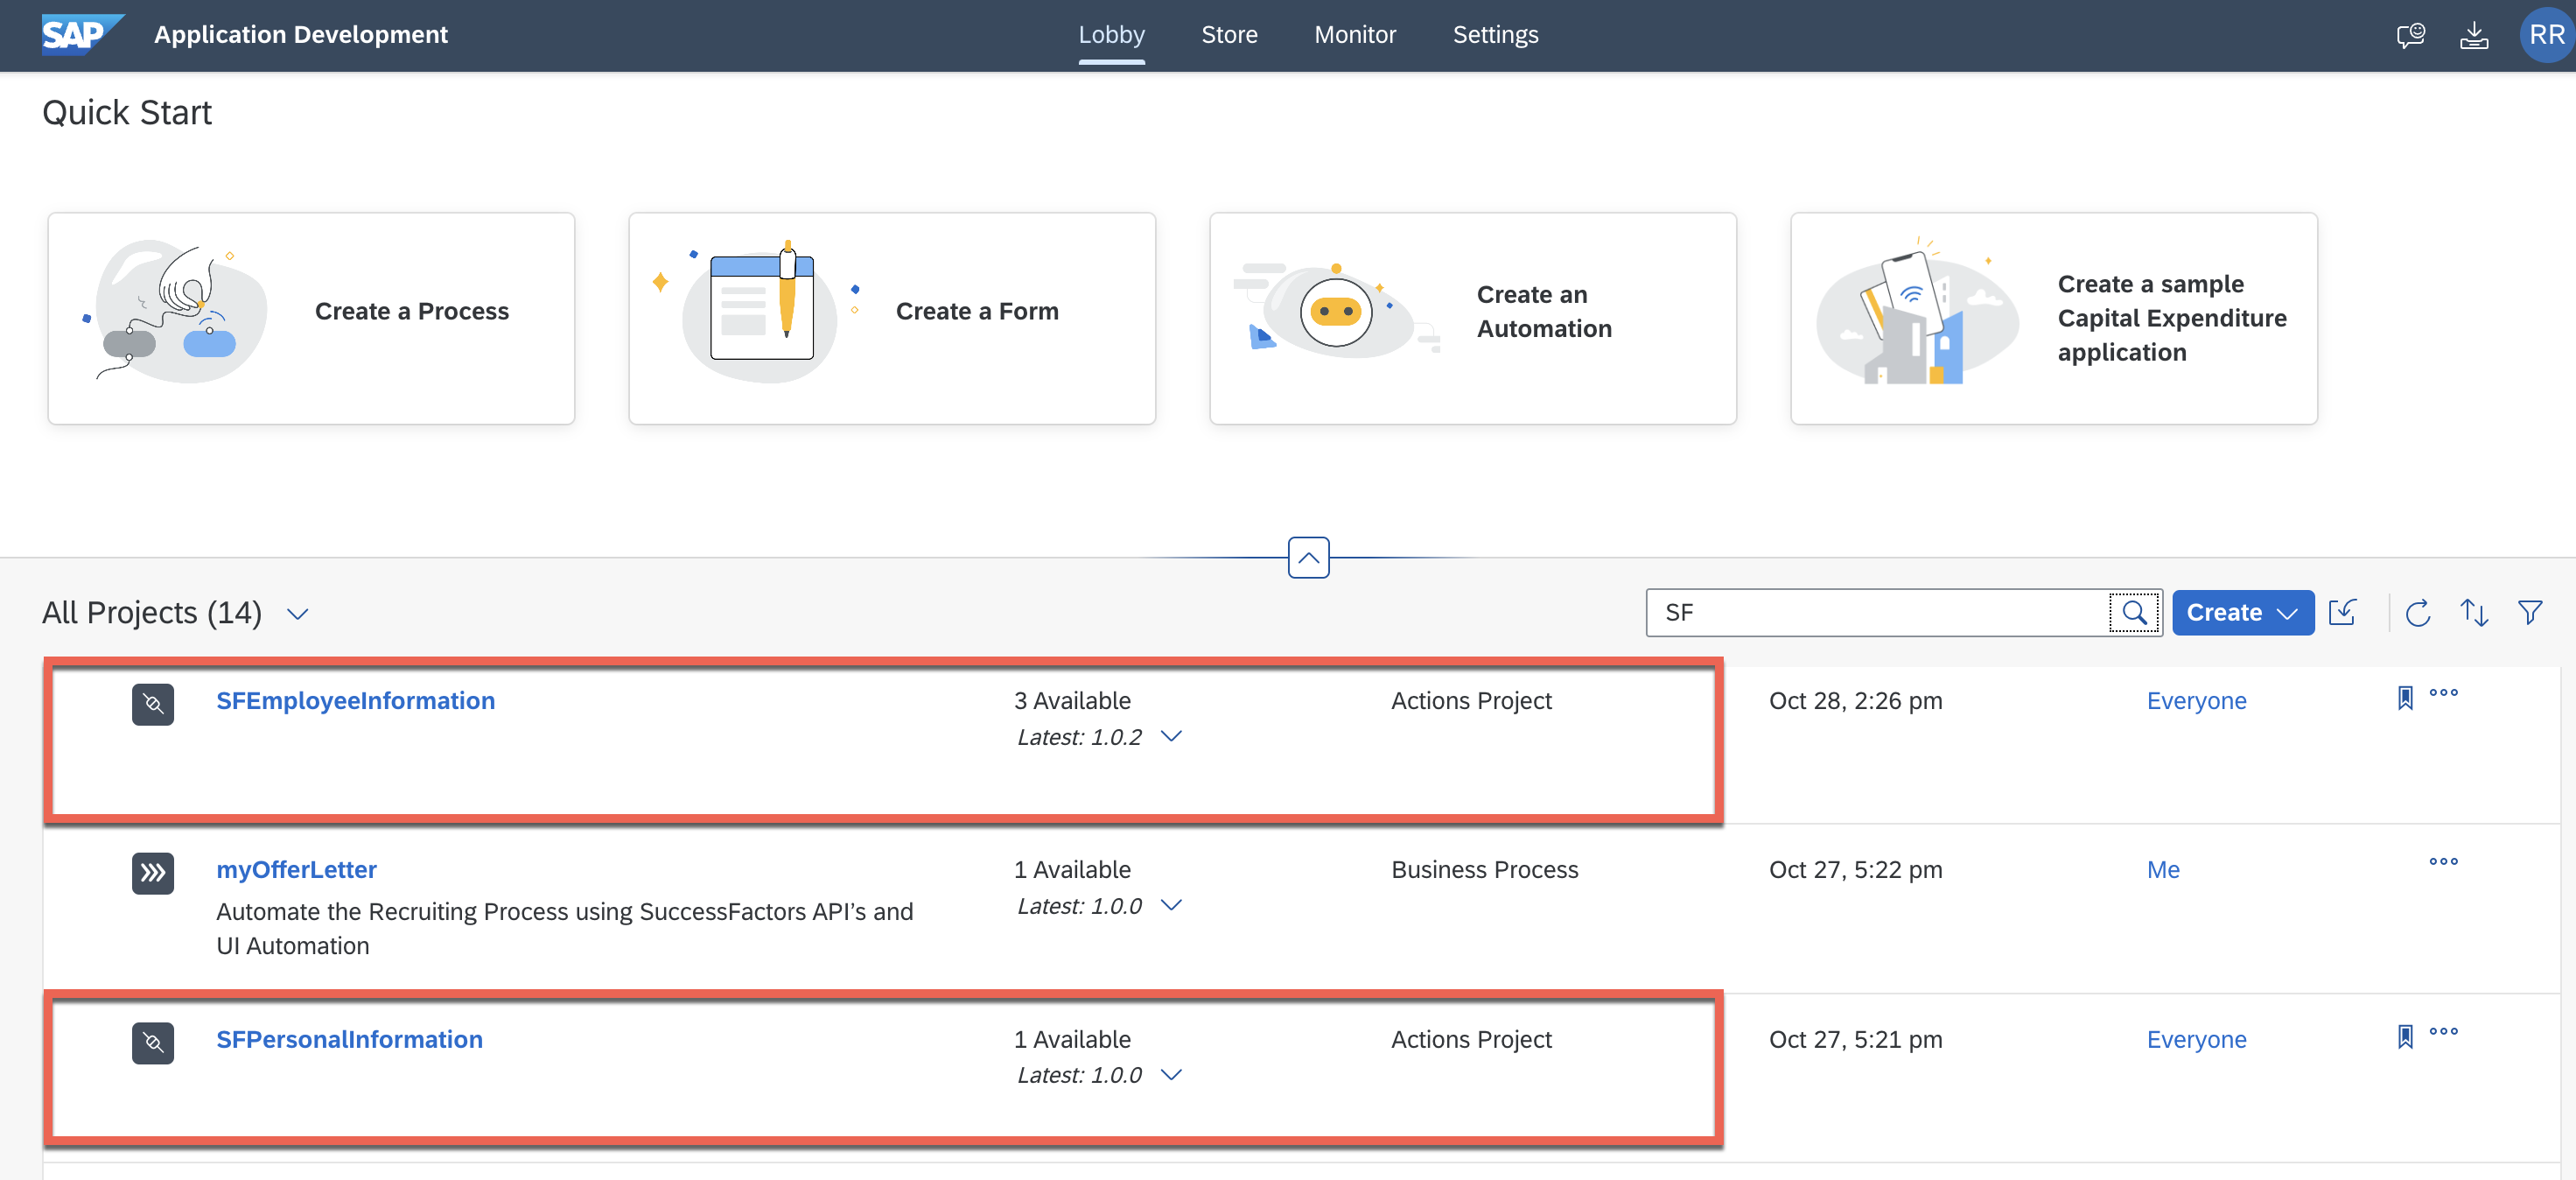 SAP Application Development Lobby Store Monitor Settings RR
Quick Start
Create a Process
Create a Form
Create an
Automation
Create a sample
Capital Expenditure
application
All Projects (14) SF Create
SFEmployeeInformation 3 Available Actions Project Oct 28, 2:26 pm Everyone
Latest: 1.0.2
myOfferLetter 1 Available Business Process Oct 27, 5:22 pm Me
Latest: 1.0.0
Automate the Recruiting Process using SuccessFactors API’s and
UI Automation
SFPersonalInformation 1 Available Actions Project Oct 27, 5:21 pm Everyone
Latest: 1.0.0